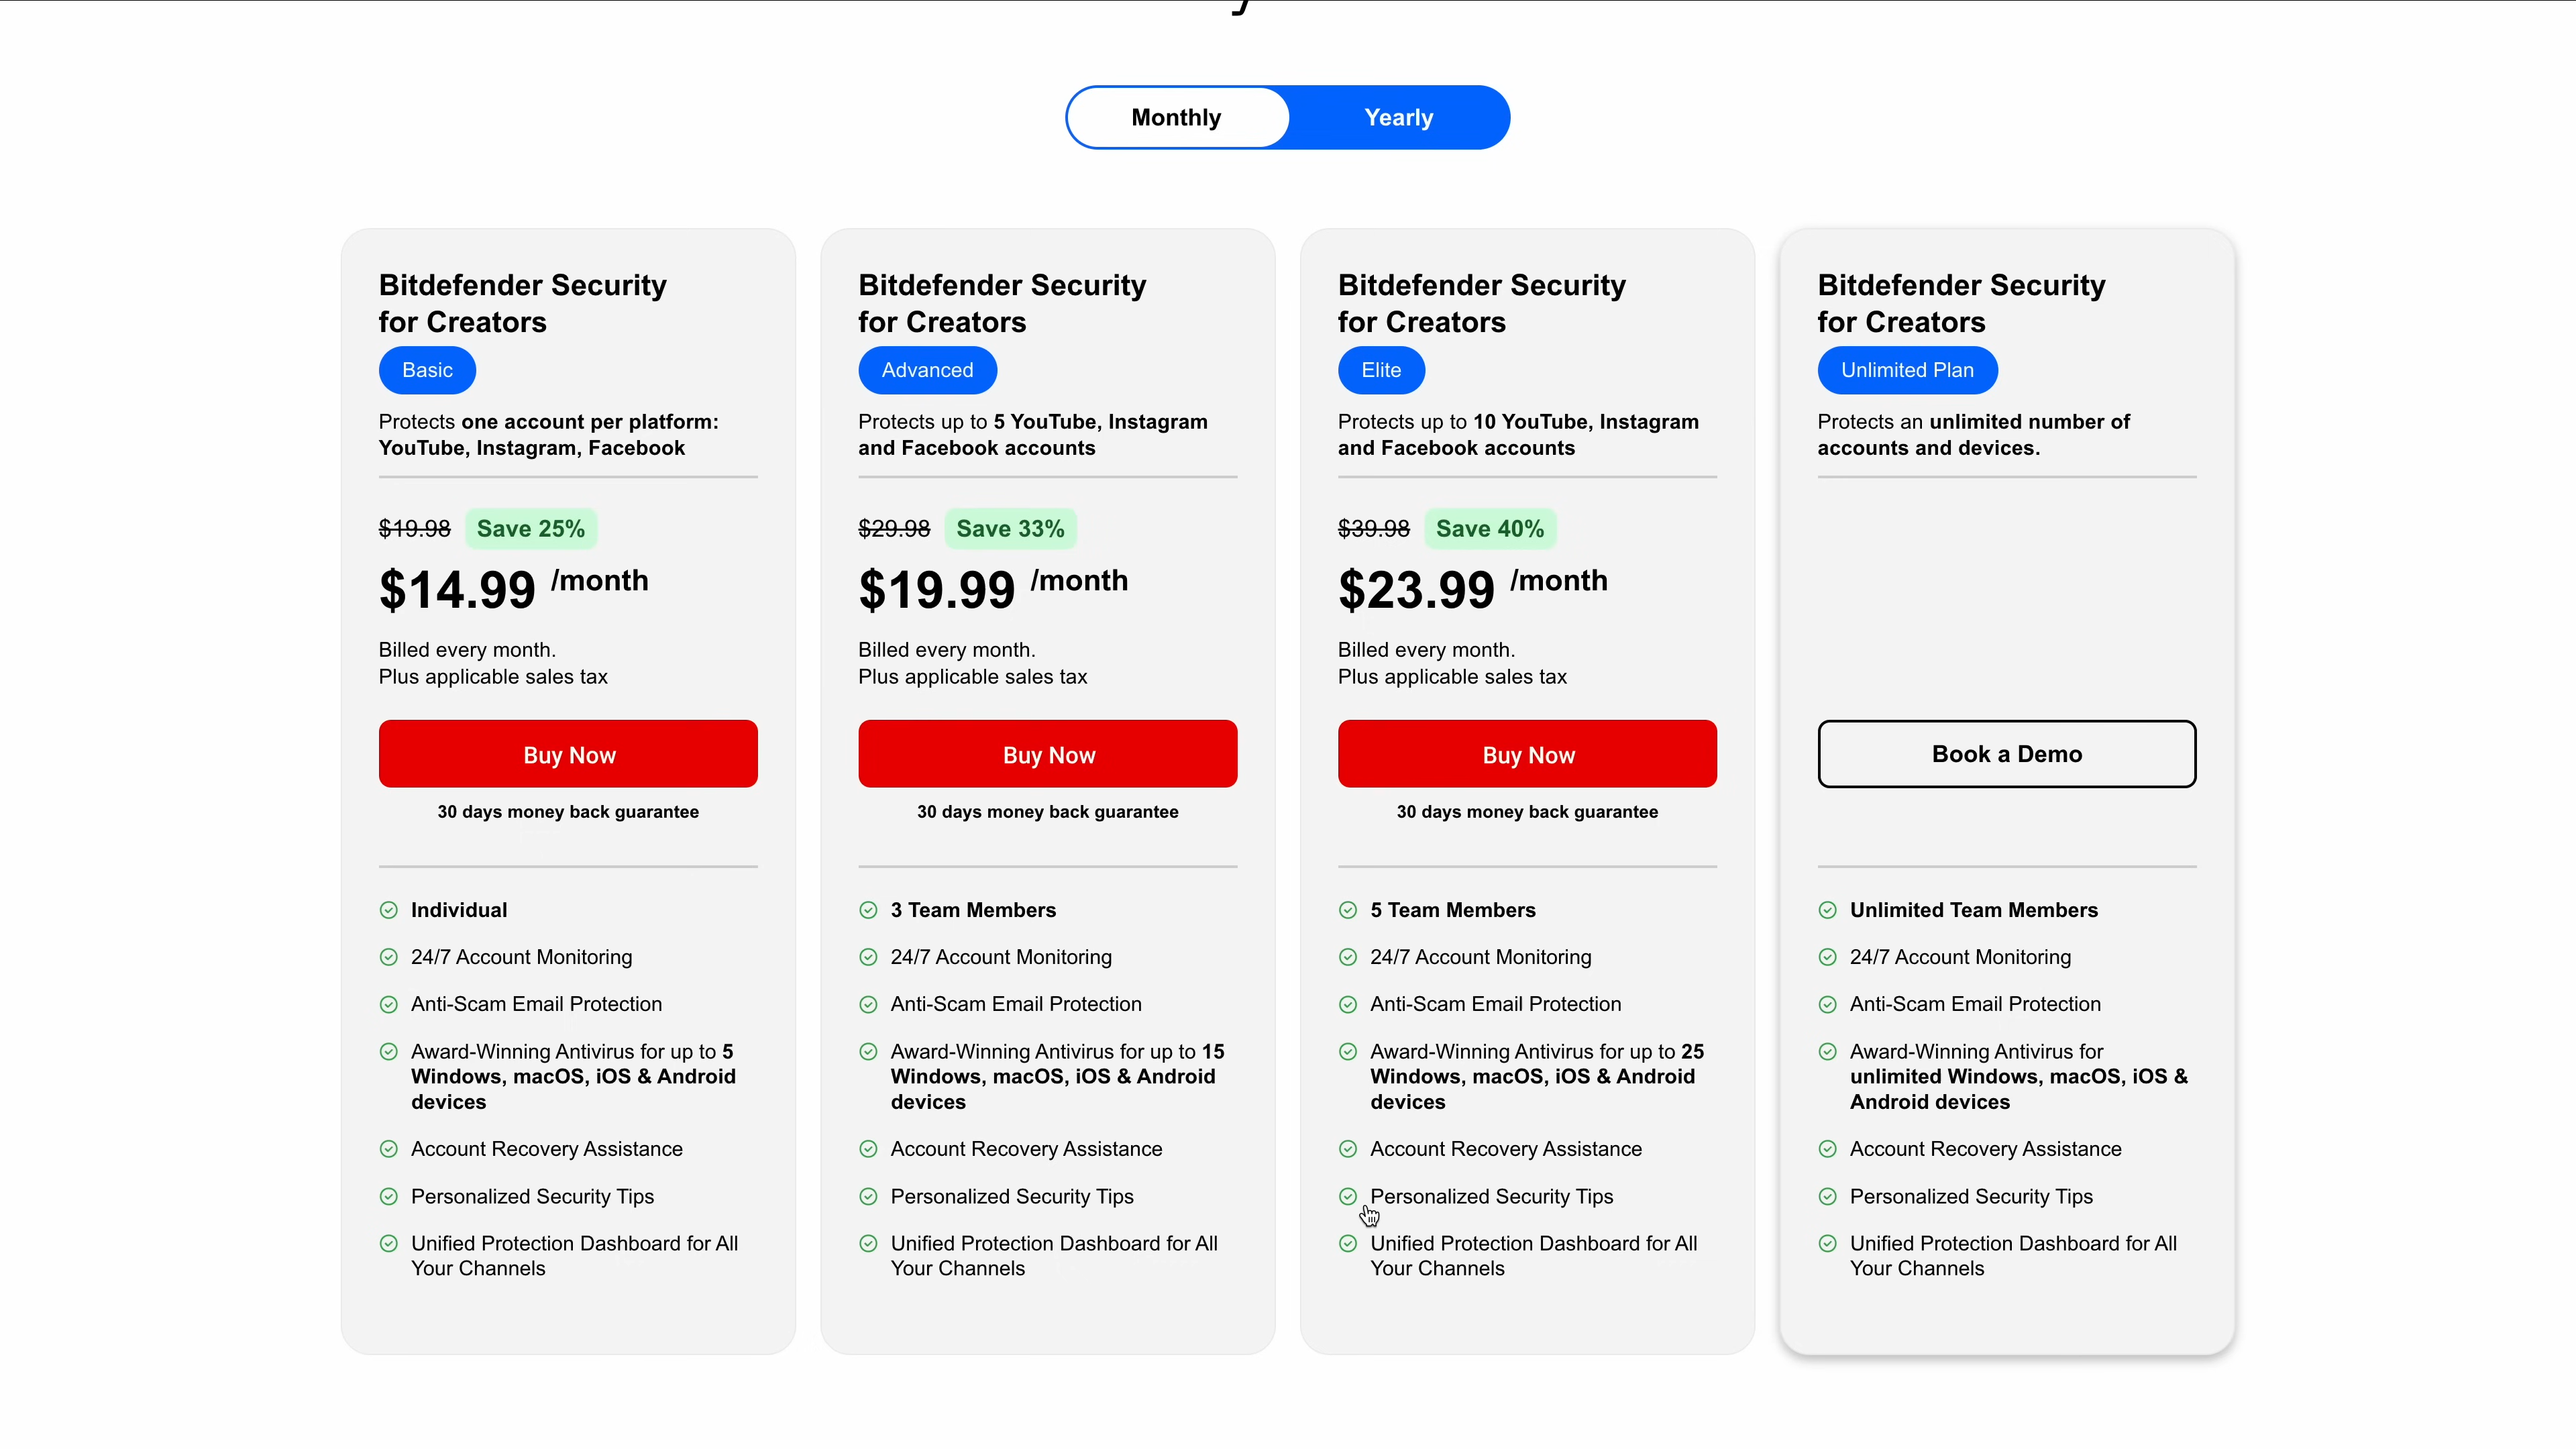 Monthly
Yearly
Bitdefender Security
for Creators
Basic
Protects one account per platform:
YouTube, Instagram, Facebook
$19.98 Save 25%
$14.99 /month
Billed every month.
Plus applicable sales tax
Buy Now
30 days money back guarantee
Individual
24/7 Account Monitoring
Anti-Scam Email Protection
Award-Winning Antivirus for up to 5
Windows, macOS, iOS & Android
devices
Account Recovery Assistance
Personalized Security Tips
Unified Protection Dashboard for All
Your Channels
Bitdefender Security
for Creators
Advanced
Protects up to 5 YouTube, Instagram
and Facebook accounts
$29.98 Save 33%
$19.99 /month
Billed every month.
Plus applicable sales tax
Buy Now
30 days money back guarantee
3 Team Members
24/7 Account Monitoring
Anti-Scam Email Protection
Award-Winning Antivirus for up to 15
Windows, macOS, iOS & Android
devices
Account Recovery Assistance
Personalized Security Tips
Unified Protection Dashboard for All
Your Channels
Bitdefender Security
for Creators
Elite
Protects up to 10 YouTube, Instagram
and Facebook accounts
$39.98 Save 40%
$23.99 /month
Billed every month.
Plus applicable sales tax
Buy Now
30 days money back guarantee
5 Team Members
24/7 Account Monitoring
Anti-Scam Email Protection
Award-Winning Antivirus for up to 25
Windows, macOS, iOS & Android
devices
Account Recovery Assistance
Personalized Security Tips
Unified Protection Dashboard for All
Your Channels
Bitdefender Security
for Creators
Unlimited Plan
Protects an unlimited number of
accounts and devices.
Book a Demo
Unlimited Team Members
24/7 Account Monitoring
Anti-Scam Email Protection
Award-Winning Antivirus for
unlimited Windows, macOS, iOS &
Android devices
Account Recovery Assistance
Personalized Security Tips
Unified Protection Dashboard for All
Your Channels